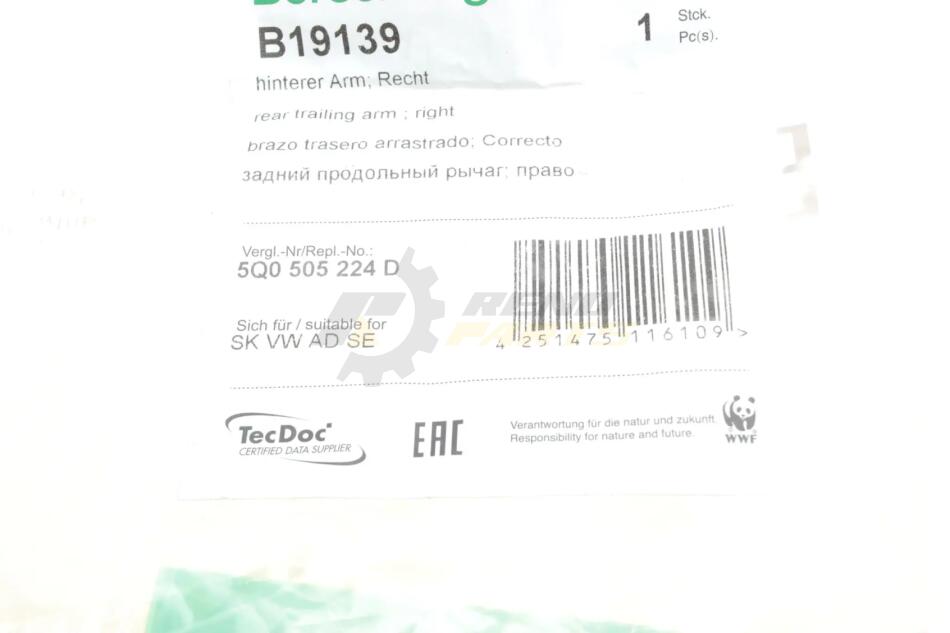 B19139
1 Stck.
Pc(s).
hinterer Arm; Recht
rear trailing arm ; right
brazo trasero arrastrado; Correcto
задний продольный рычаг; право
Vergl.-Nr/Repl.-No.:
5Q0 505 224 D
Sich für / suitable for
SK VW AD SE
4 251475 116109 >
REMO
PARTS
TecDoc
CERTIFIED DATA SUPPLIER
EAC
Verantwortung für die natur und zukunft.
Responsibility for nature and future.
WWF